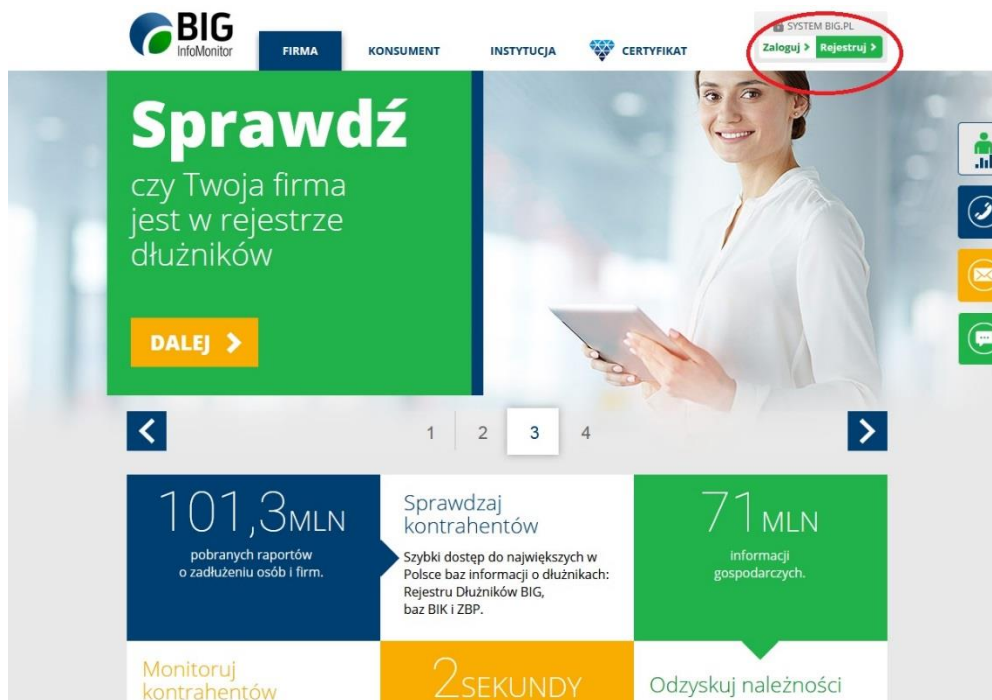 BIG
InfoMonitor
FIRMA
KONSUMENT
INSTYTUCJA
CERTYFIKAT
SYSTEM BIG.PL
Zaloguj >
Rejestruj >
Sprawdź
czy Twoja firma
jest w rejestrze
dłużników
DALEJ >
1
2
3
4
101,3MLN
pobranych raportów
o zadłużeniu osób i firm.
Sprawdzaj
kontrahentów
Szybki dostęp do największych w
Polsce baz informacji o dłużnikach:
Rejestru Dłużników BIG,
baz BIK i ZBP.
71 MLN
informacji
gospodarczych.
Monitoruj
kontrahentów
2SEKUNDY
Odzyskuj należności